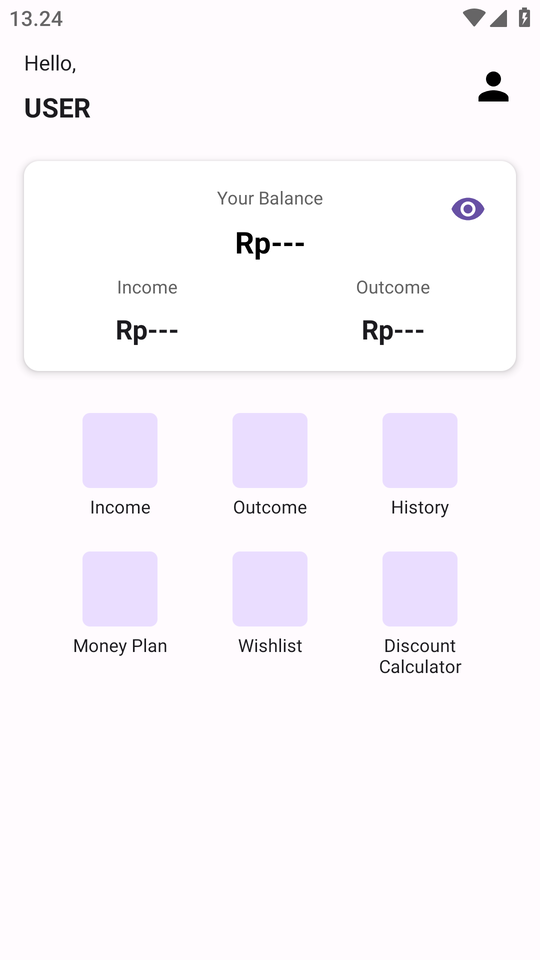 13.24
Hello,
USER
Your Balance
Rp---
Income
Outcome
Rp---
Rp---
Income
Outcome
History
Money Plan
Wishlist
Discount
Calculator